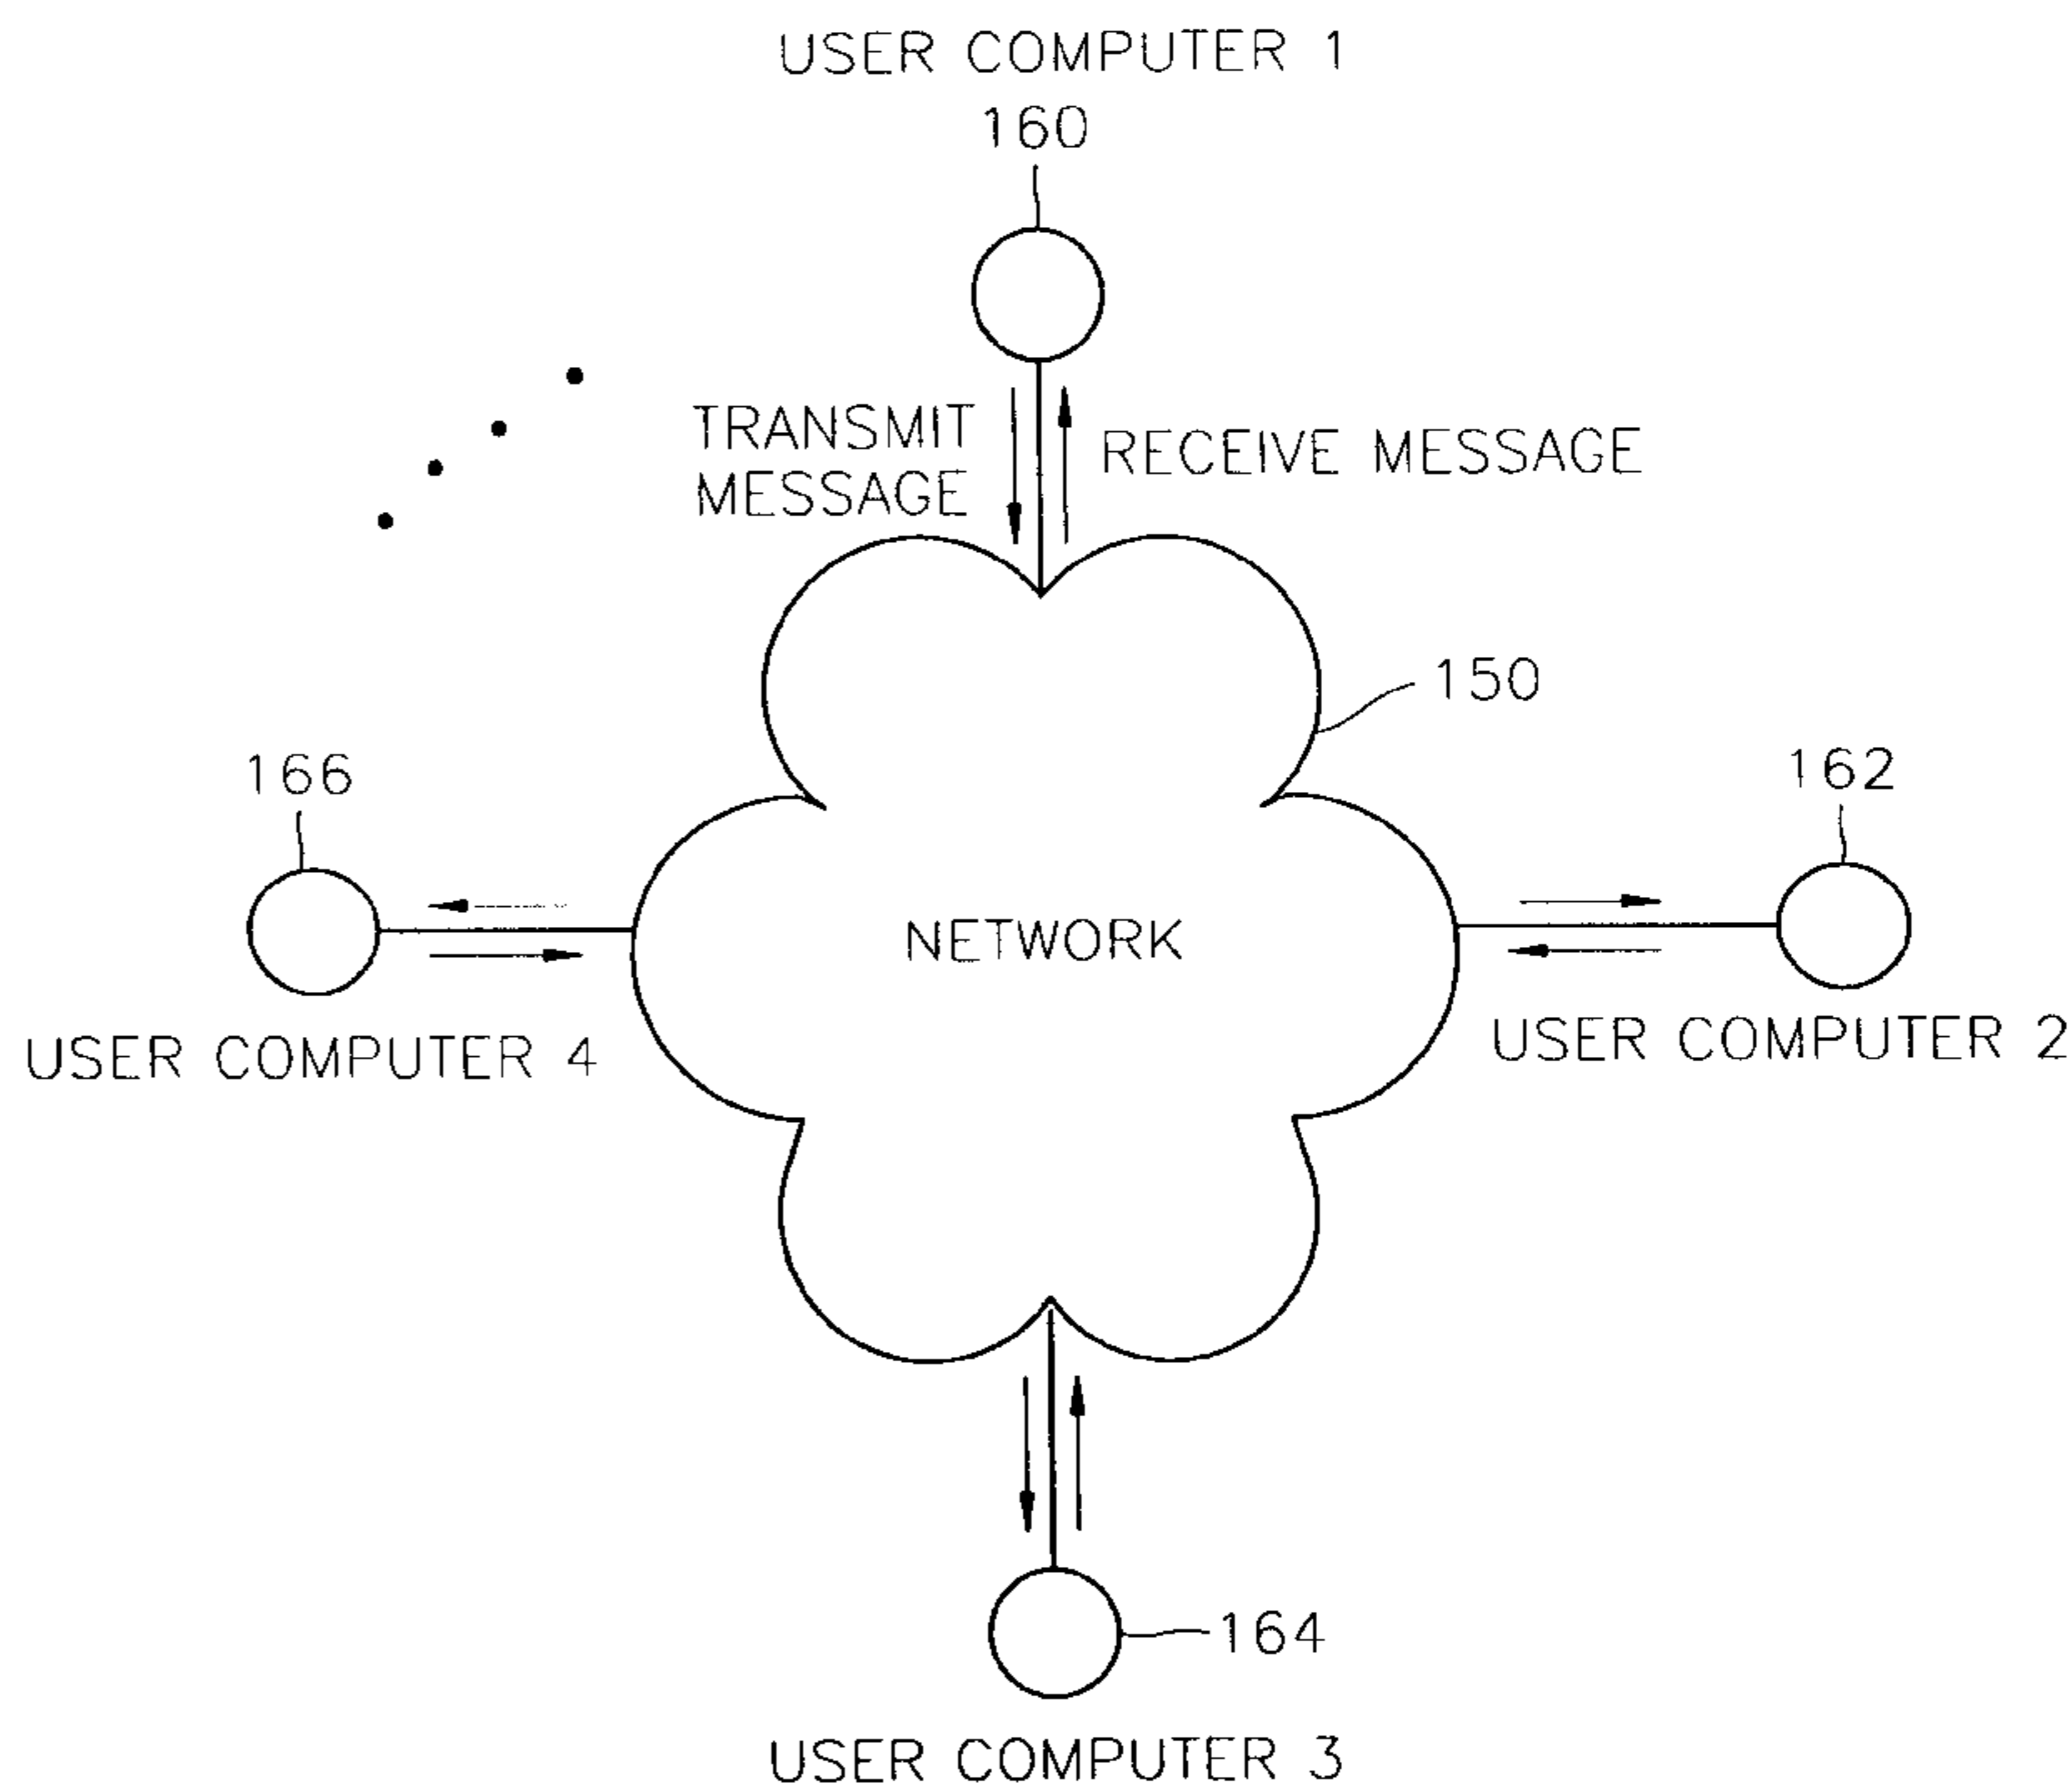 USER COMPUTER 1
160
TRANSMIT
MESSAGE
RECEIVE MESSAGE
150
166
162
NETWORK
USER COMPUTER 4
USER COMPUTER 2
164
USER COMPUTER 3